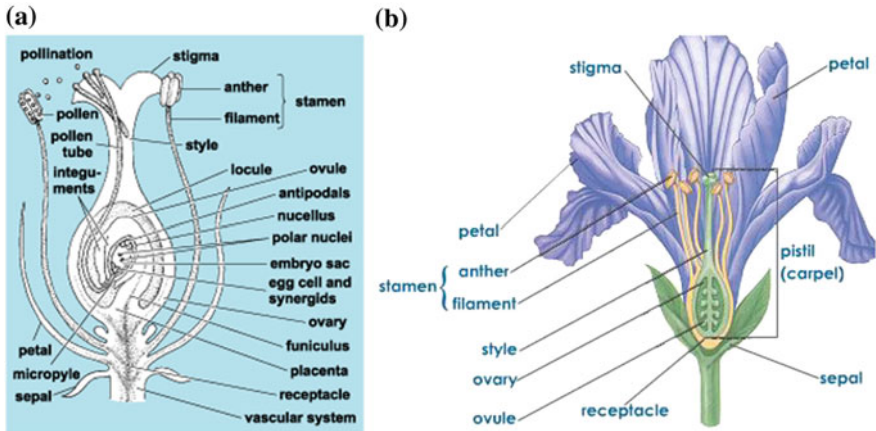 (a)
pollination
stigma
anther
stamen
filament
pollen
pollen
tube
style
integu-
ments
locule
ovule
antipodals
nucellus
polar nuclei
embryo sac
egg cell and
synergids
ovary
funiculus
placenta
petal
micropyle
sepal
receptacle
vascular system
(b)
stigma
petal
petal
stamen
anther
filament
pistil
(carpel)
style
ovary
ovule
receptacle
sepal